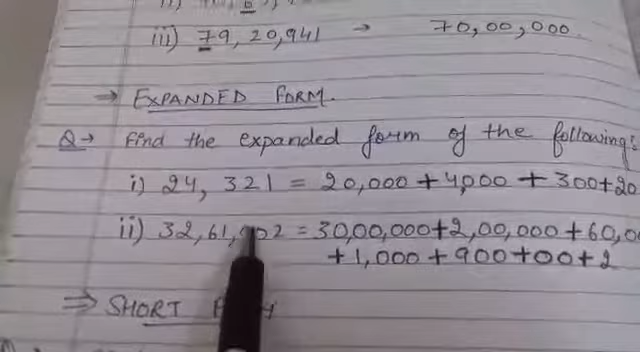 iii) 79,20,941 → 70,00,000
⇒ EXPANDED FORM.
Q→ Find the expanded form of the followings
i) 24, 321 = 20,000 + 4,000 + 300+20
ii) 32,61,902 = 30,00,000+2,00,000 + 60,0
+1,000 + 900+00+2
⇒ SHORT